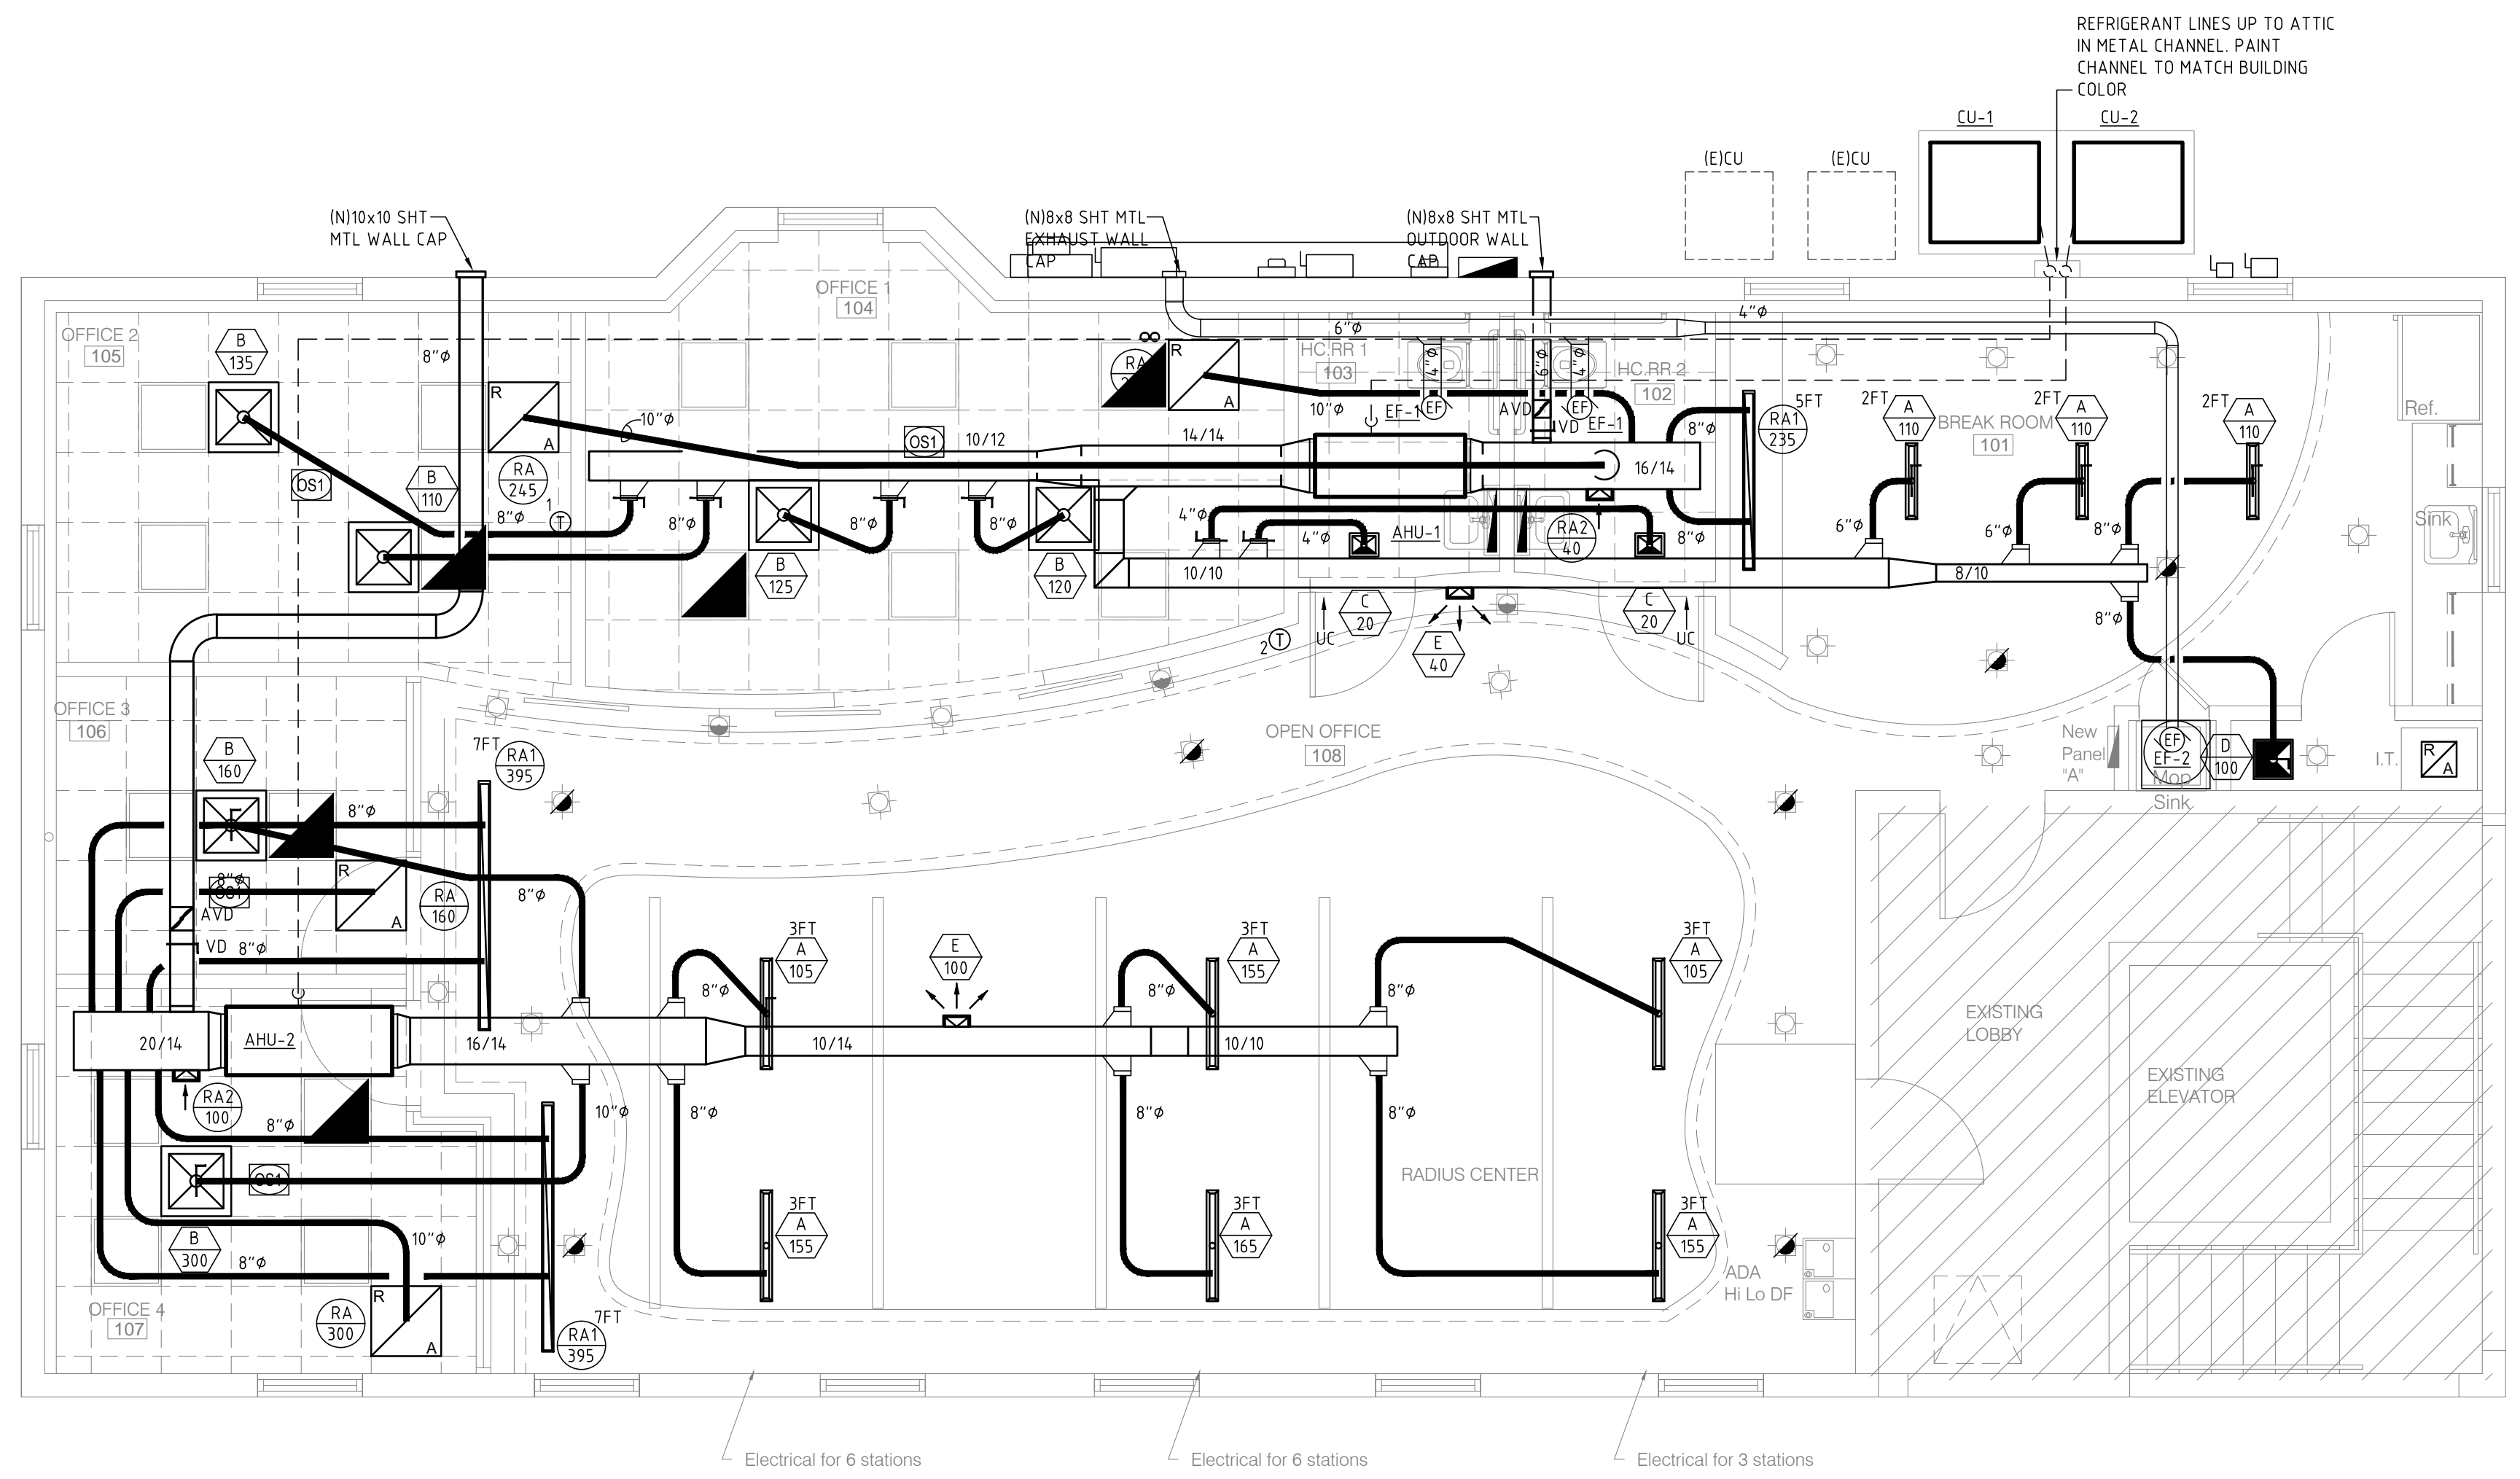 REFRIGERANT LINES UP TO ATTIC
IN METAL CHANNEL. PAINT
CHANNEL TO MATCH BUILDING
COLOR
CU-1
CU-2
(E)CU
(E)CU
(N)10x10 SHT
MTL WALL CAP
(N)8x8 SHT MTL
EXHAUST WALL
CAP
(N)8x8 SHT MTL
OUTDOOR WALL
CAP
OFFICE 1
104
OFFICE 2
105
B
135
8"ø
R
A
10"ø
OS1
B
110
RA
245
8"ø
1
T
8"ø
OS1
10/12
14/14
8"ø
8"ø
B
125
B
120
RA
R
A
6"ø
4"ø
HC.RR 1
103
4"ø
6"ø
4"ø
HC.RR 2
102
10"ø
EF-1
EF
AVD
EF
VD
EF-1
8"ø
5FT
RA1
235
16/14
4"ø
4"ø
AHU-1
RA2
40
8"ø
10/10
2FT
A
110
2FT
A
110
2FT
A
110
BREAK ROOM
101
Ref.
Sink
6"ø
6"ø
8"ø
8/10
8"ø
C
20
UC
C
20
UC
E
40
2
T
OFFICE 3
106
B
160
7FT
RA1
395
8"ø
R
A
8"ø
OS1
RA
160
8"ø
AVD
VD
8"ø
OPEN OFFICE
108
New
Panel
"A"
EF
EF-2
Mop
Sink
D
100
I.T.
R
A
20/14
AHU-2
16/14
10/14
10/10
3FT
A
105
E
100
3FT
A
155
3FT
A
105
8"ø
8"ø
8"ø
RA2
100
8"ø
10"ø
8"ø
8"ø
8"ø
OS1
B
300
10"ø
8"ø
OFFICE 4
107
RA
300
R
A
7FT
RA1
395
3FT
A
155
3FT
A
165
3FT
A
155
RADIUS CENTER
ADA
Hi Lo DF
EXISTING
LOBBY
EXISTING
ELEVATOR
Electrical for 6 stations
Electrical for 6 stations
Electrical for 3 stations